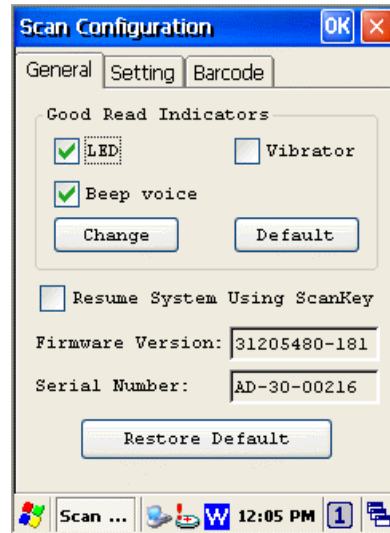 Scan Configuration OK
General Setting Barcode
Good Read Indicators
LED Vibrator
Beep voice
Change Default
Resume System Using ScanKey
Firmware Version: 31205480-181
Serial Number: AD-30-00216
Restore Default
Scan ... W 12:05 PM 1